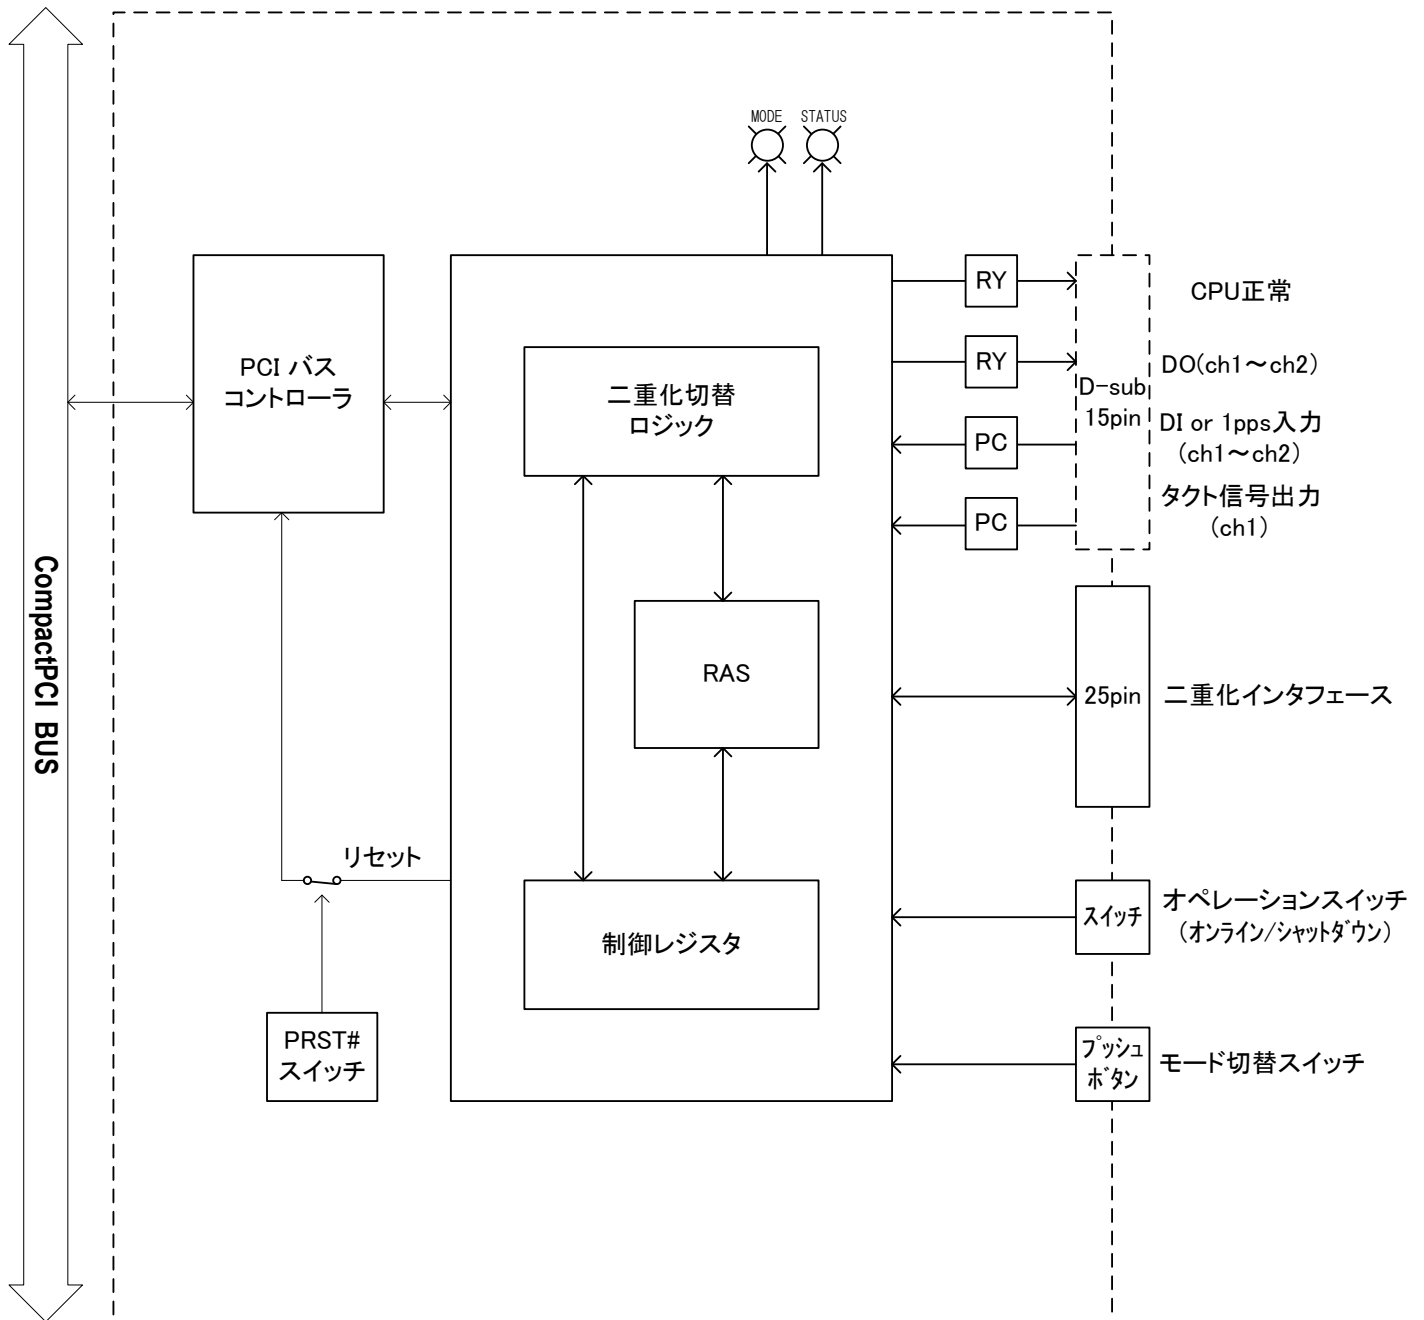 MODE
STATUS
CompactPCI BUS
PCI バス
コントローラ
二重化切替
ロジック
RAS
制御レジスタ
リセット
PRST#
スイッチ
RY
RY
PC
PC
D-sub
15pin
CPU正常
DO(ch1～ch2)
DI or 1pps入力
(ch1～ch2)
タクト信号出力
(ch1)
25pin
二重化インタフェース
スイッチ
オペレーションスイッチ
(オンライン/シャットダウン)
プッシュ
ボタン
モード切替スイッチ